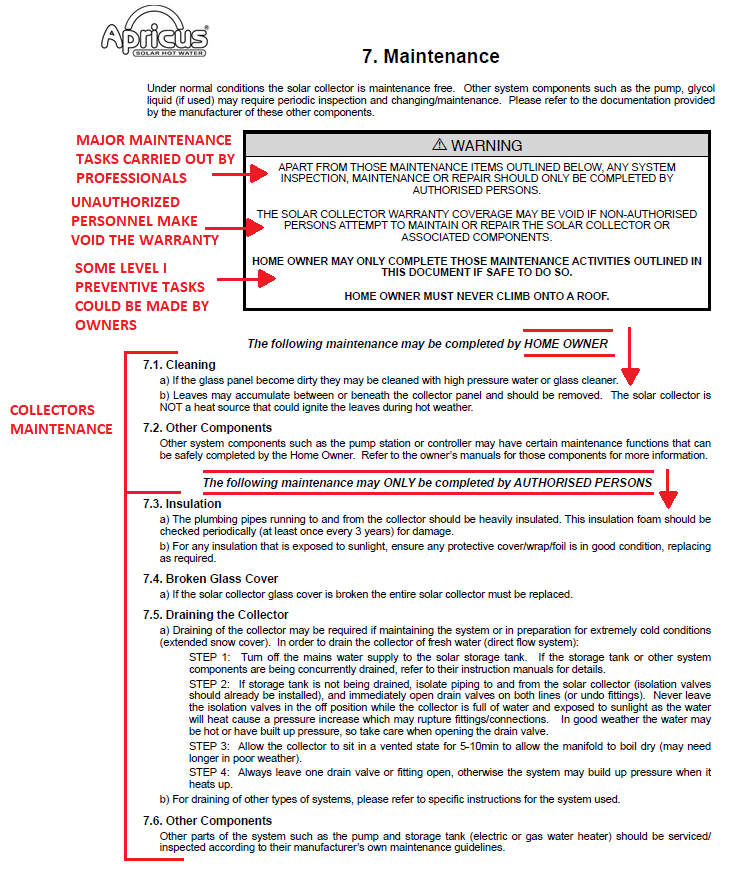 Apricus®
SOLAR HOT WATER
7. Maintenance
Under normal conditions the solar collector is maintenance free. Other system components such as the pump, glycol
liquid (if used) may require periodic inspection and changing/maintenance. Please refer to the documentation provided
by the manufacturer of these other components.
MAJOR MAINTENANCE
TASKS CARRIED OUT BY
PROFESSIONALS
UNAUTHORIZED
PERSONNEL MAKE
VOID THE WARRANTY
SOME LEVEL I
PREVENTIVE TASKS
COULD BE MADE BY
OWNERS
⚠ WARNING
APART FROM THOSE MAINTENANCE ITEMS OUTLINED BELOW, ANY SYSTEM
INSPECTION, MAINTENANCE OR REPAIR SHOULD ONLY BE COMPLETED BY
AUTHORISED PERSONS.
THE SOLAR COLLECTOR WARRANTY COVERAGE MAY BE VOID IF NON-AUTHORISED
PERSONS ATTEMPT TO MAINTAIN OR REPAIR THE SOLAR COLLECTOR OR
ASSOCIATED COMPONENTS.
HOME OWNER MAY ONLY COMPLETE THOSE MAINTENANCE ACTIVITIES OUTLINED IN
THIS DOCUMENT IF SAFE TO DO SO.
HOME OWNER MUST NEVER CLIMB ONTO A ROOF.
The following maintenance may be completed by HOME OWNER
COLLECTORS
MAINTENANCE
7.1. Cleaning
a) If the glass panel become dirty they may be cleaned with high pressure water or glass cleaner.
b) Leaves may accumulate between or beneath the collector panel and should be removed. The solar collector is
NOT a heat source that could ignite the leaves during hot weather.
7.2. Other Components
Other system components such as the pump station or controller may have certain maintenance functions that can
be safely completed by the Home Owner. Refer to the owner's manuals for those components for more information.
The following maintenance may ONLY be completed by AUTHORISED PERSONS
7.3. Insulation
a) The plumbing pipes running to and from the collector should be heavily insulated. This insulation foam should be
checked periodically (at least once every 3 years) for damage.
b) For any insulation that is exposed to sunlight, ensure any protective cover/wrap/foil is in good condition, replacing
as required.
7.4. Broken Glass Cover
a) If the solar collector glass cover is broken the entire solar collector must be replaced.
7.5. Draining the Collector
a) Draining of the collector may be required if maintaining the system or in preparation for extremely cold conditions
(extended snow cover). In order to drain the collector of fresh water (direct flow system):
STEP 1: Turn off the mains water supply to the solar storage tank. If the storage tank or other system
components are being concurrently drained, refer to their instruction manuals for details.
STEP 2: If storage tank is not being drained, isolate piping to and from the solar collector (isolation valves
should already be installed), and immediately open drain valves on both lines (or undo fittings). Never leave
the isolation valves in the off position while the collector is full of water and exposed to sunlight as the water
will heat cause a pressure increase which may rupture fittings/connections. In good weather the water may
be hot or have built up pressure, so take care when opening the drain valve.
STEP 3: Allow the collector to sit in a vented state for 5-10min to allow the manifold to boil dry (may need
longer in poor weather).
STEP 4: Always leave one drain valve or fitting open, otherwise the system may build up pressure when it
heats up.
b) For draining of other types of systems, please refer to specific instructions for the system used.
7.6. Other Components
Other parts of the system such as the pump and storage tank (electric or gas water heater) should be serviced/
inspected according to their manufacturer's own maintenance guidelines.